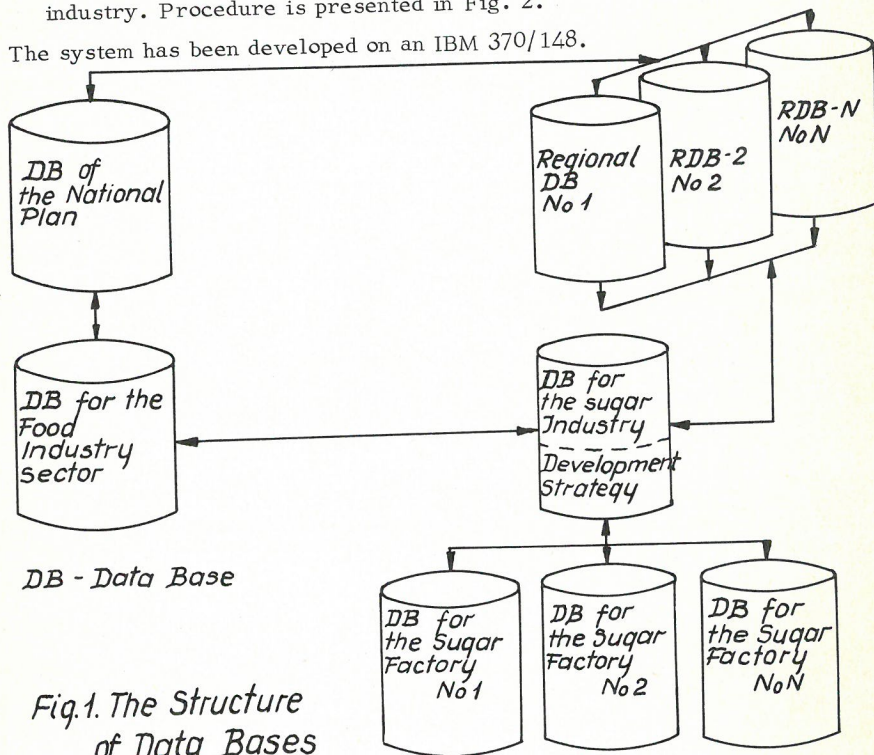 industry. Procedure is presented in Fig. 2.
The system has been developed on an IBM 370/148.
DB of
the National
Plan
Regional
DB
No 1
RDB-2
No 2
RDB-N
No N
DB for the
Food
Industry
sector
DB for
the sugar
Industry
Development
Strategy
DB - Data Base
DB for
the Sugar
Factory
No 1
DB for
the Sugar
Factory
No 2
DB for
the Sugar
Factory
No N
Fig.1. The Structure
of Data Bases